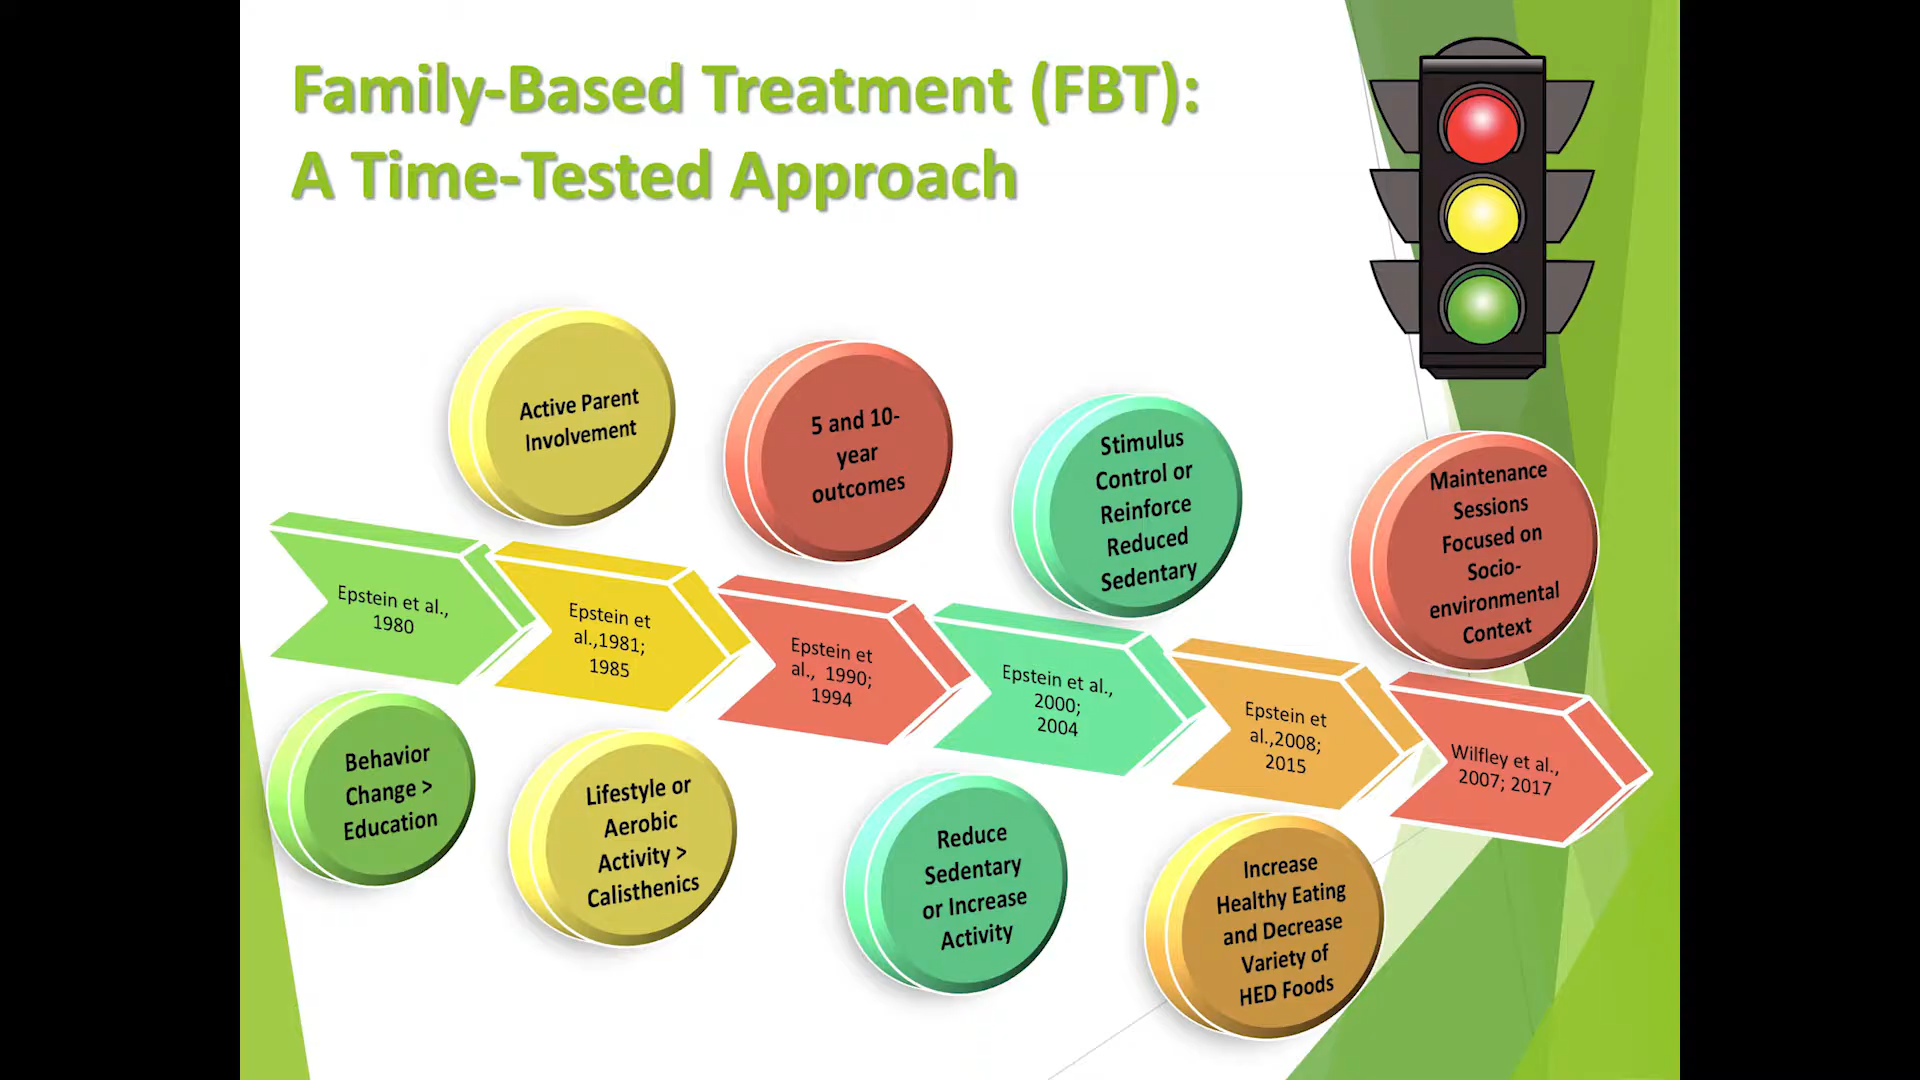 Family-Based Treatment (FBT):
A Time-Tested Approach
Active Parent
Involvement
5 and 10-
year
outcomes
Stimulus
Control or
Reinforce
Reduced
Sedentary
Maintenance
Sessions
Focused on
Socio-
environmental
Context
Epstein et al.,
1980
Epstein et
al.,1981;
1985
Epstein et
al., 1990;
1994
Epstein et al.,
2000;
2004
Epstein et
al.,2008;
2015
Wilfley et al.,
2007; 2017
Behavior
Change >
Education
Lifestyle or
Aerobic
Activity >
Calisthenics
Reduce
Sedentary
or Increase
Activity
Increase
Healthy Eating
and Decrease
Variety of
HED Foods